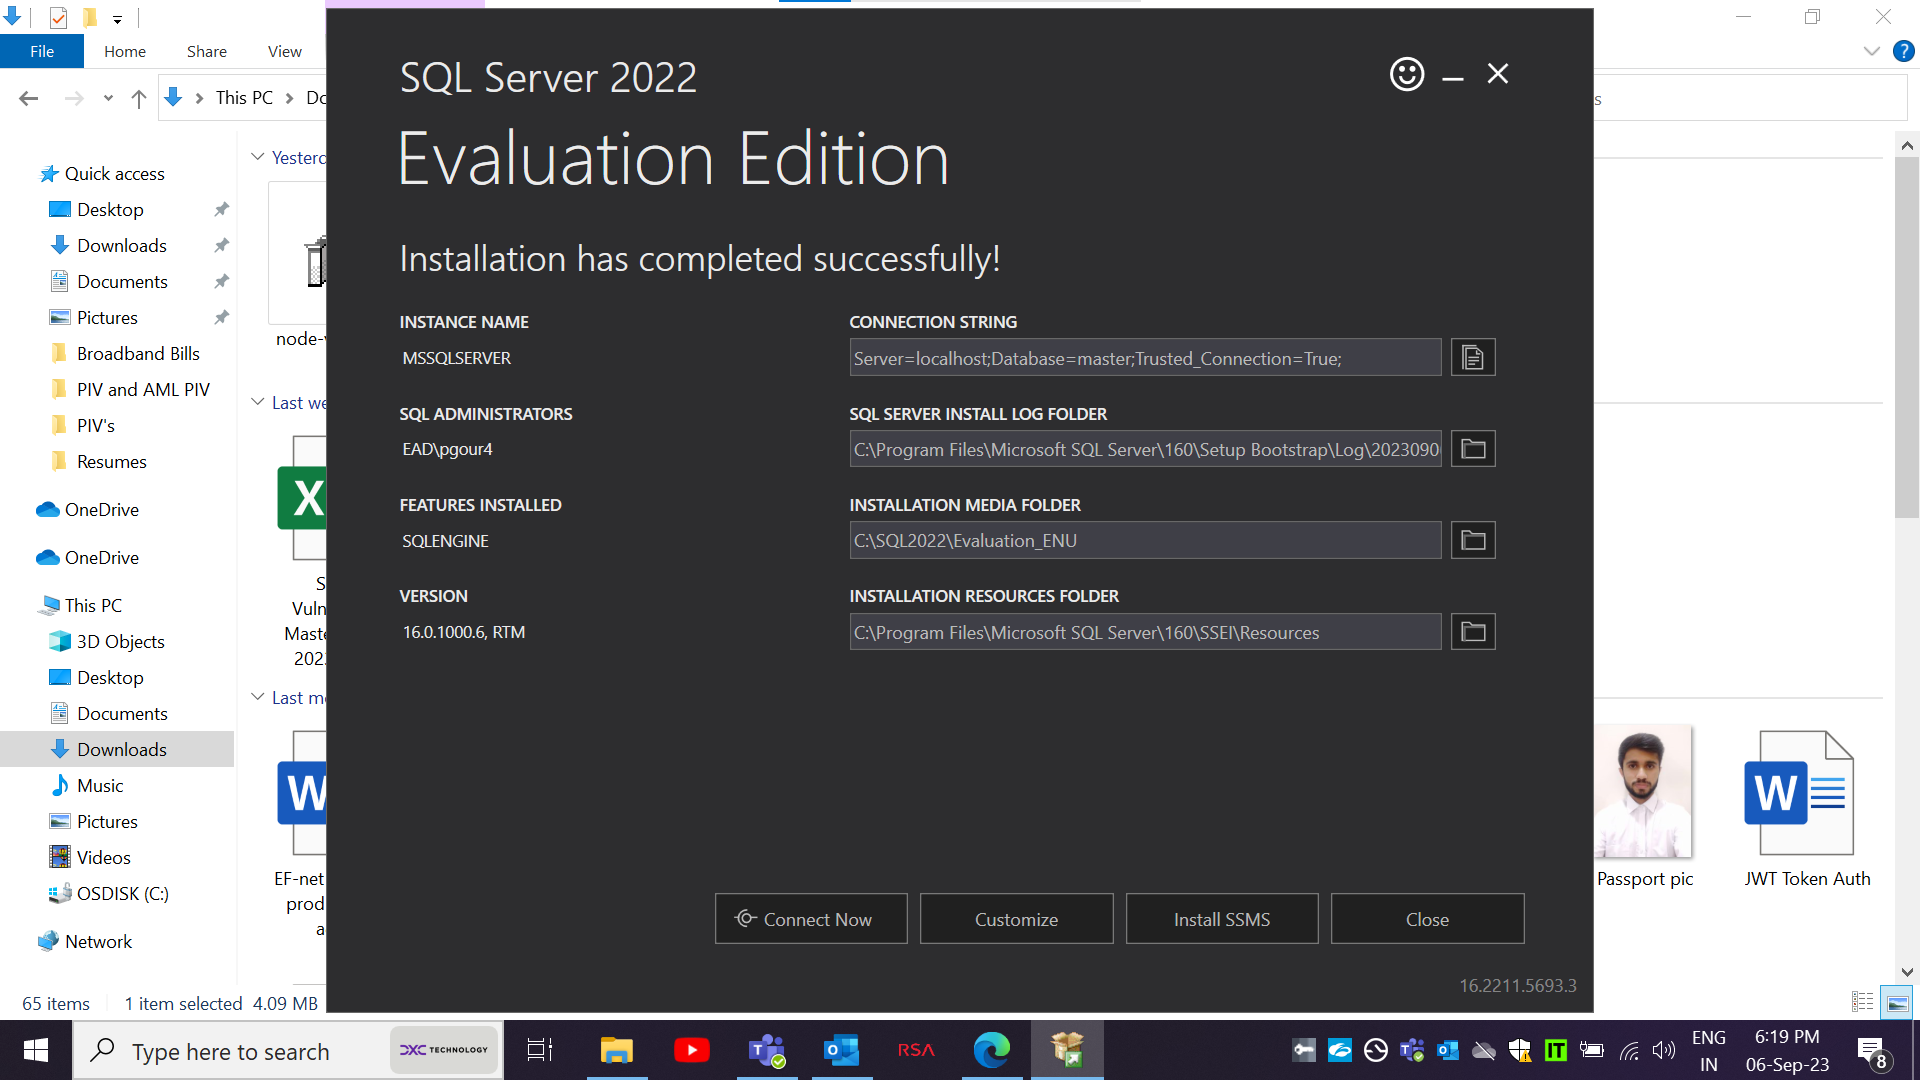 File
Home
Share
View
This PC
Do
s
SQL Server 2022
Evaluation Edition
Installation has completed successfully!
INSTANCE NAME
MSSQLSERVER
CONNECTION STRING
Server=localhost;Database=master;Trusted_Connection=True;
SQL ADMINISTRATORS
EAD\pgour4
SQL SERVER INSTALL LOG FOLDER
C:\Program Files\Microsoft SQL Server\160\Setup Bootstrap\Log\2023090
FEATURES INSTALLED
SQLENGINE
INSTALLATION MEDIA FOLDER
C:\SQL2022\Evaluation_ENU
VERSION
16.0.1000.6, RTM
INSTALLATION RESOURCES FOLDER
C:\Program Files\Microsoft SQL Server\160\SSEI\Resources
Connect Now
Customize
Install SSMS
Close
16.2211.5693.3
Quick access
Desktop
Downloads
Documents
Pictures
Broadband Bills
PIV and AML PIV
PIV's
Resumes
OneDrive
OneDrive
This PC
3D Objects
Desktop
Documents
Downloads
Music
Pictures
Videos
OSDISK (C:)
Network
Yesterd
node-v
Last we
X
S
Vuln
Maste
202
Last mo
W
EF-net
prod
a
Passport pic
W
JWT Token Auth
65 items
1 item selected 4.09 MB
Type here to search
DXC TECHNOLOGY
RSA
ENG
IN
6:19 PM
06-Sep-23
8